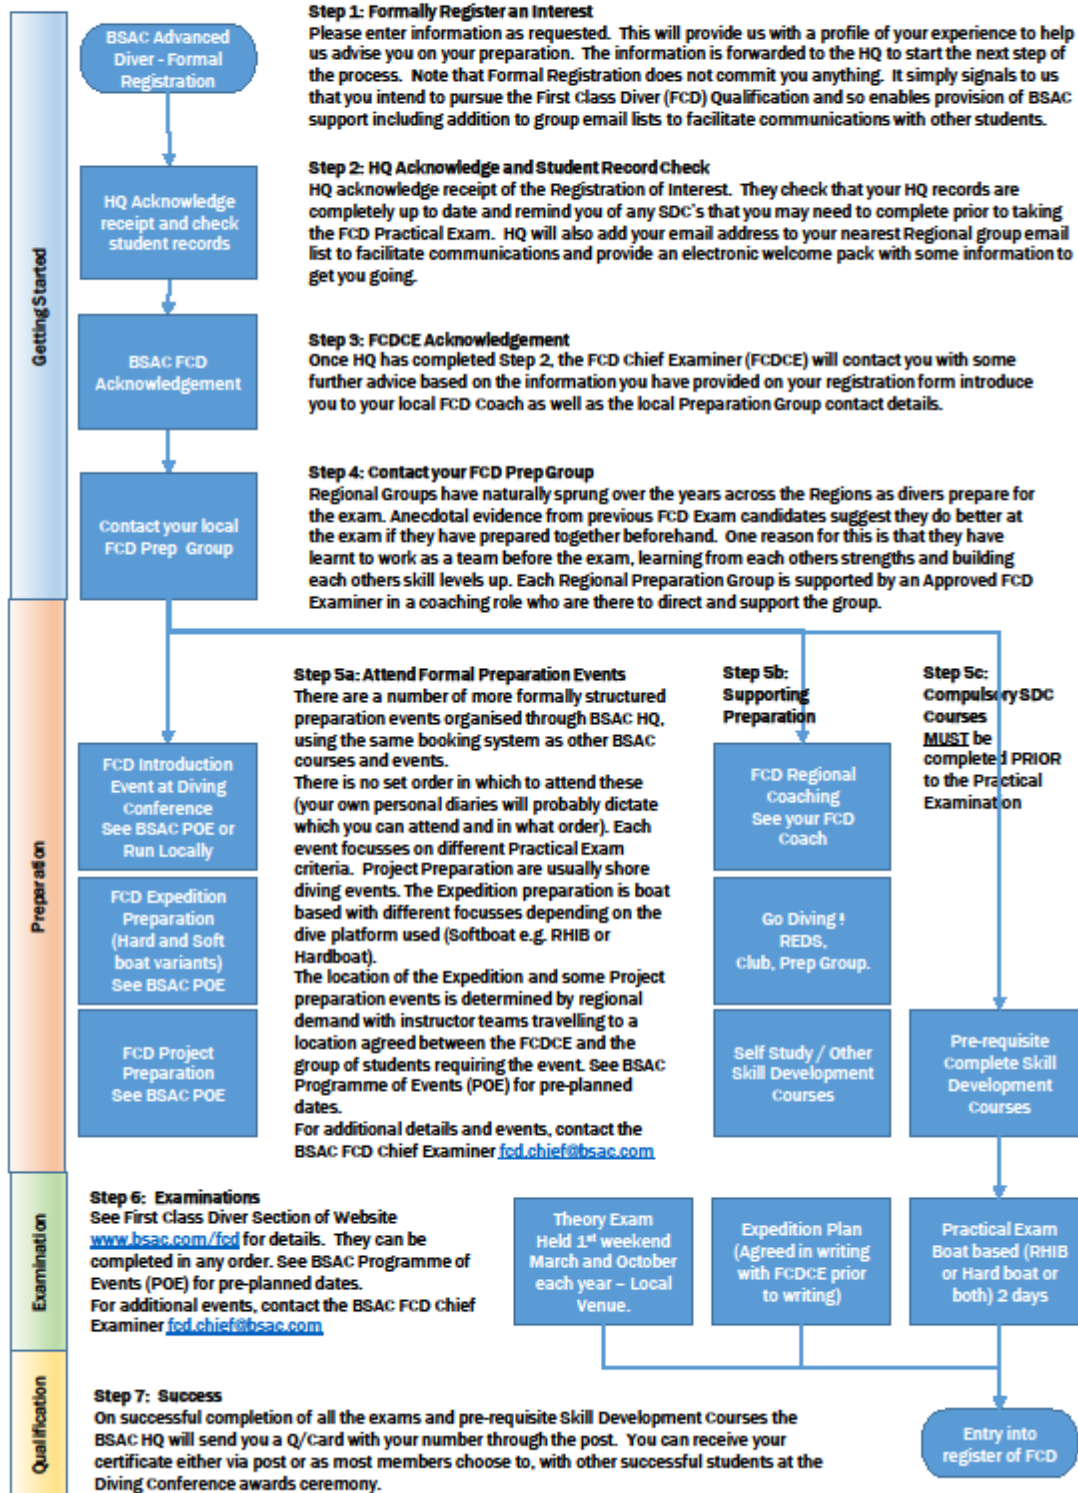 Getting Started
BSAC Advanced
Diver - Formal
Registration
Step 1: Formally Register an Interest
Please enter information as requested. This will provide us with a profile of your experience to help
us advise you on your preparation. The information is forwarded to the HQ to start the next step of
the process. Note that Formal Registration does not commit you anything. It simply signals to us
that you intend to pursue the First Class Diver (FCD) Qualification and so enables provision of BSAC
support including addition to group email lists to facilitate communications with other students.
HQ Acknowledge
receipt and check
student records
Step 2: HQ Acknowledge and Student Record Check
HQ acknowledge receipt of the Registration of Interest. They check that your HQ records are
completely up to date and remind you of any SDC's that you may need to complete prior to taking
the FCD Practical Exam. HQ will also add your email address to your nearest Regional group email
list to facilitate communications and provide an electronic welcome pack with some information to
get you going.
BSAC FCD
Acknowledgement
Step 3: FCDCE Acknowledgement
Once HQ has completed Step 2, the FCD Chief Examiner (FCDCE) will contact you with some
further advice based on the information you have provided on your registration form introduce
you to your local FCD Coach as well as the local Preparation Group contact details.
Contact your local
FCD Prep Group
Step 4: Contact your FCD Prep Group
Regional Groups have naturally sprung over the years across the Regions as divers prepare for
the exam. Anecdotal evidence from previous FCD Exam candidates suggest they do better at
the exam if they have prepared together beforehand. One reason for this is that they have
learnt to work as a team before the exam, learning from each others strengths and building
each others skill levels up. Each Regional Preparation Group is supported by an Approved FCD
Examiner in a coaching role who are there to direct and support the group.
Preparation
FCD Introduction
Event at Diving
Conference
See BSAC POE or
Run Locally
FCD Expedition
Preparation
(Hard and Soft
boat variants)
See BSAC POE
FCD Project
Preparation
See BSAC POE
Step 5a: Attend Formal Preparation Events
There are a number of more formally structured
preparation events organised through BSAC HQ,
using the same booking system as other BSAC
courses and events.
There is no set order in which to attend these
(your own personal diaries will probably dictate
which you can attend and in what order). Each
event focusses on different Practical Exam
criteria. Project Preparation are usually shore
diving events. The Expedition preparation is boat
based with different focusses depending on the
dive platform used (Softboat e.g. RHIB or
Hardboat).
The location of the Expedition and some Project
preparation events is determined by regional
demand with instructor teams travelling to a
location agreed between the FCDCE and the
group of students requiring the event. See BSAC
Programme of Events (POE) for pre-planned
dates.
For additional details and events, contact the
BSAC FCD Chief Examiner fcd.chief@bsac.com
Step 5b:
Supporting
Preparation
FCD Regional
Coaching
See your FCD
Coach
Go Diving !
REDS,
Club, Prep Group.
Self Study / Other
Skill Development
Courses
Step 5c:
Compulsory SDC
Courses
MUST be
completed PRIOR
to the Practical
Examination
Pre-requisite
Complete Skill
Development
Courses
Examination
Step 6: Examinations
See First Class Diver Section of Website
www.bsac.com/fcd for details. They can be
completed in any order. See BSAC Programme of
Events (POE) for pre-planned dates.
For additional events, contact the BSAC FCD Chief
Examiner fcd.chief@bsac.com
Theory Exam
Held 1st weekend
March and October
each year – Local
Venue.
Expedition Plan
(Agreed in writing
with FCDCE prior
to writing)
Practical Exam
Boat based (RHIB
or Hard boat or
both) 2 days
Qualification
Step 7: Success
On successful completion of all the exams and pre-requisite Skill Development Courses the
BSAC HQ will send you a Q/Card with your number through the post. You can receive your
certificate either via post or as most members choose to, with other successful students at the
Diving Conference awards ceremony.
Entry into
register of FCD